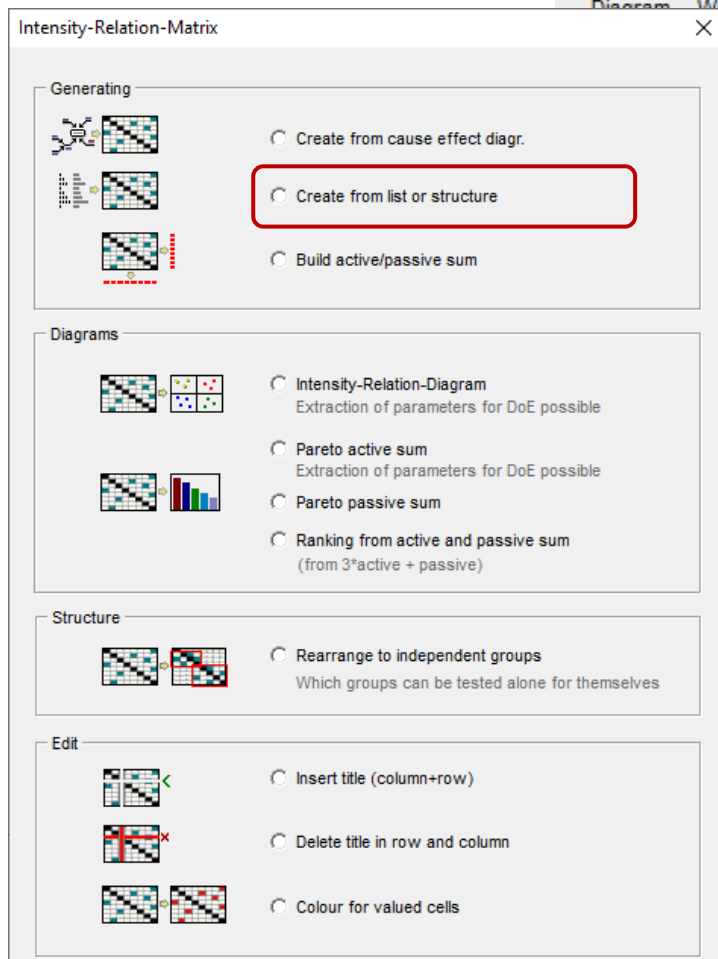 Diagram
Intensity-Relation-Matrix
Generating
Create from cause effect diagr.
Create from list or structure
Build active/passive sum
Diagrams
Intensity-Relation-Diagram
Extraction of parameters for DoE possible
Pareto active sum
Extraction of parameters for DoE possible
Pareto passive sum
Ranking from active and passive sum
(from 3*active + passive)
Structure
Rearrange to independent groups
Which groups can be tested alone for themselves
Edit
Insert title (column+row)
Delete title in row and column
Colour for valued cells